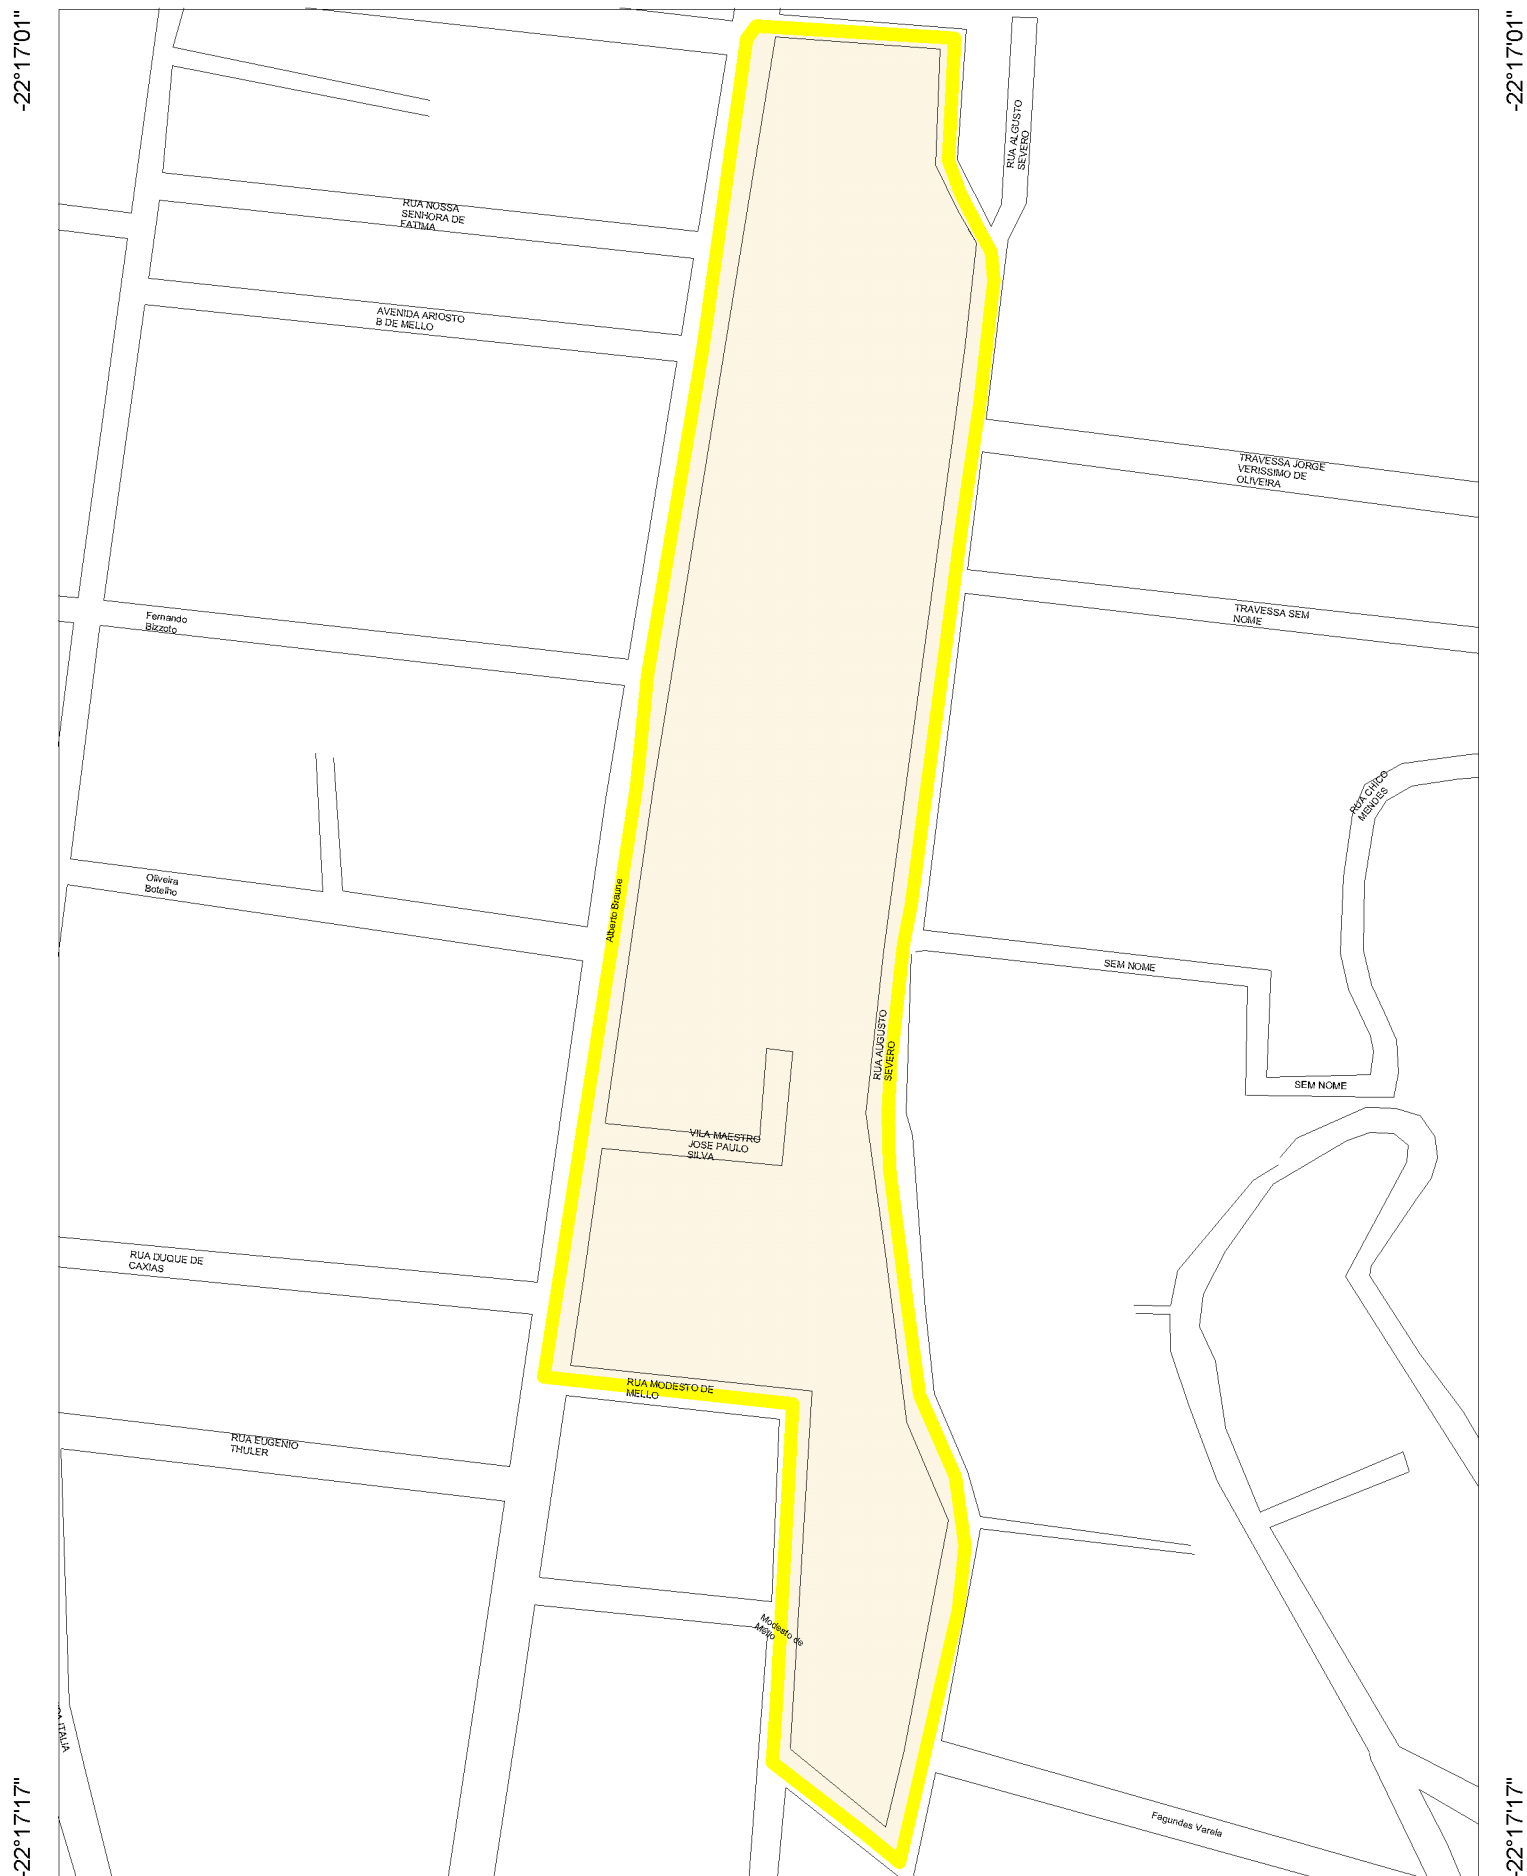 -22°17'01"
-22°17'01"
RUA ALGUSTO
SEVERO
RUA NOSSA
SENHORA DE
FATIMA
AVENIDA ARIOSTO
B DE MELLO
TRAVESSA JORGE
VERISSIMO DE
OLIVEIRA
Fernando
Bizzoto
TRAVESSA SEM
NOME
RUA CHICO
MENDES
Oliveira
Botelho
Alberto Braune
SEM NOME
RUA AUGUSTO
SEVERO
SEM NOME
VILA MAESTRO
JOSE PAULO
SILVA
RUA DUQUE DE
CAXIAS
RUA MODESTO DE
MELLO
RUA EUGENIO
THULER
Modesto de
Mello
ITALIA
Fagundes Varela
-22°17'17"
-22°17'17"